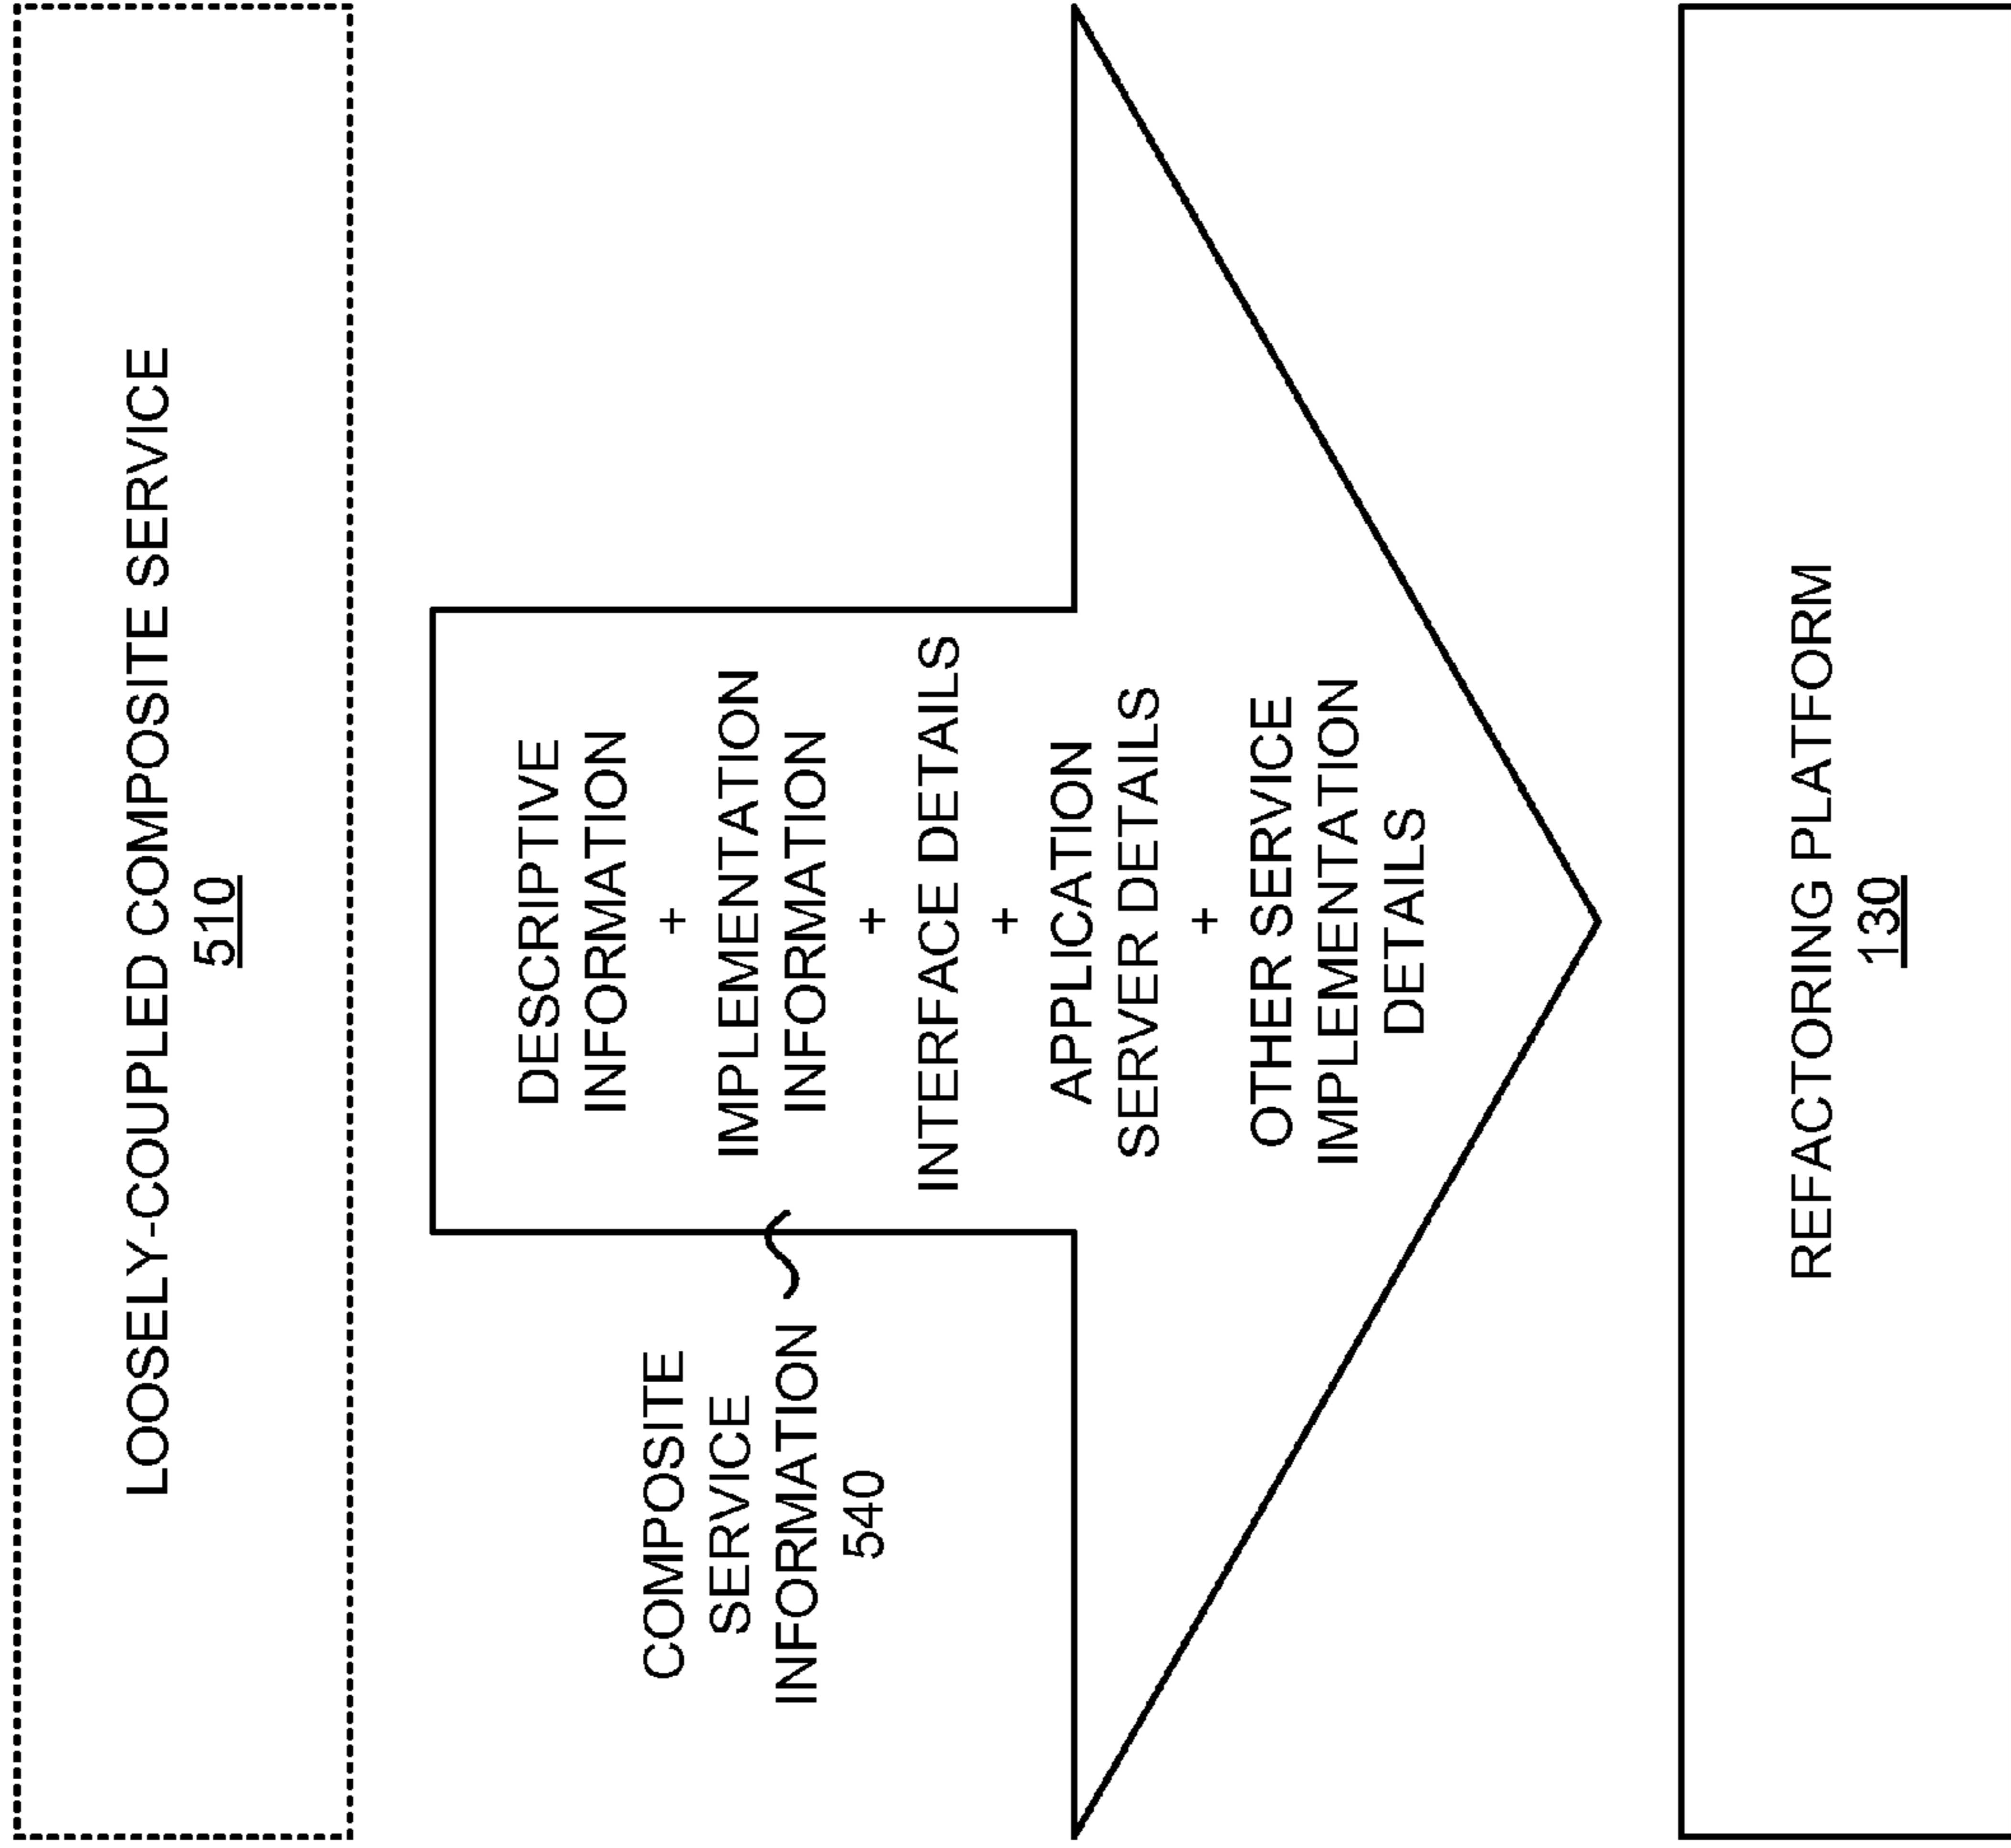 LOOSELY-COUPLED COMPOSITE SERVICE
510
COMPOSITE
SERVICE
INFORMATION
540
DESCRIPTIVE
INFORMATION
+
IMPLEMENTATION
INFORMATION
+
INTERFACE DETAILS
+
APPLICATION
SERVER DETAILS
+
OTHER SERVICE
IMPLEMENTATION
DETAILS
REFACTORING PLATFORM
130